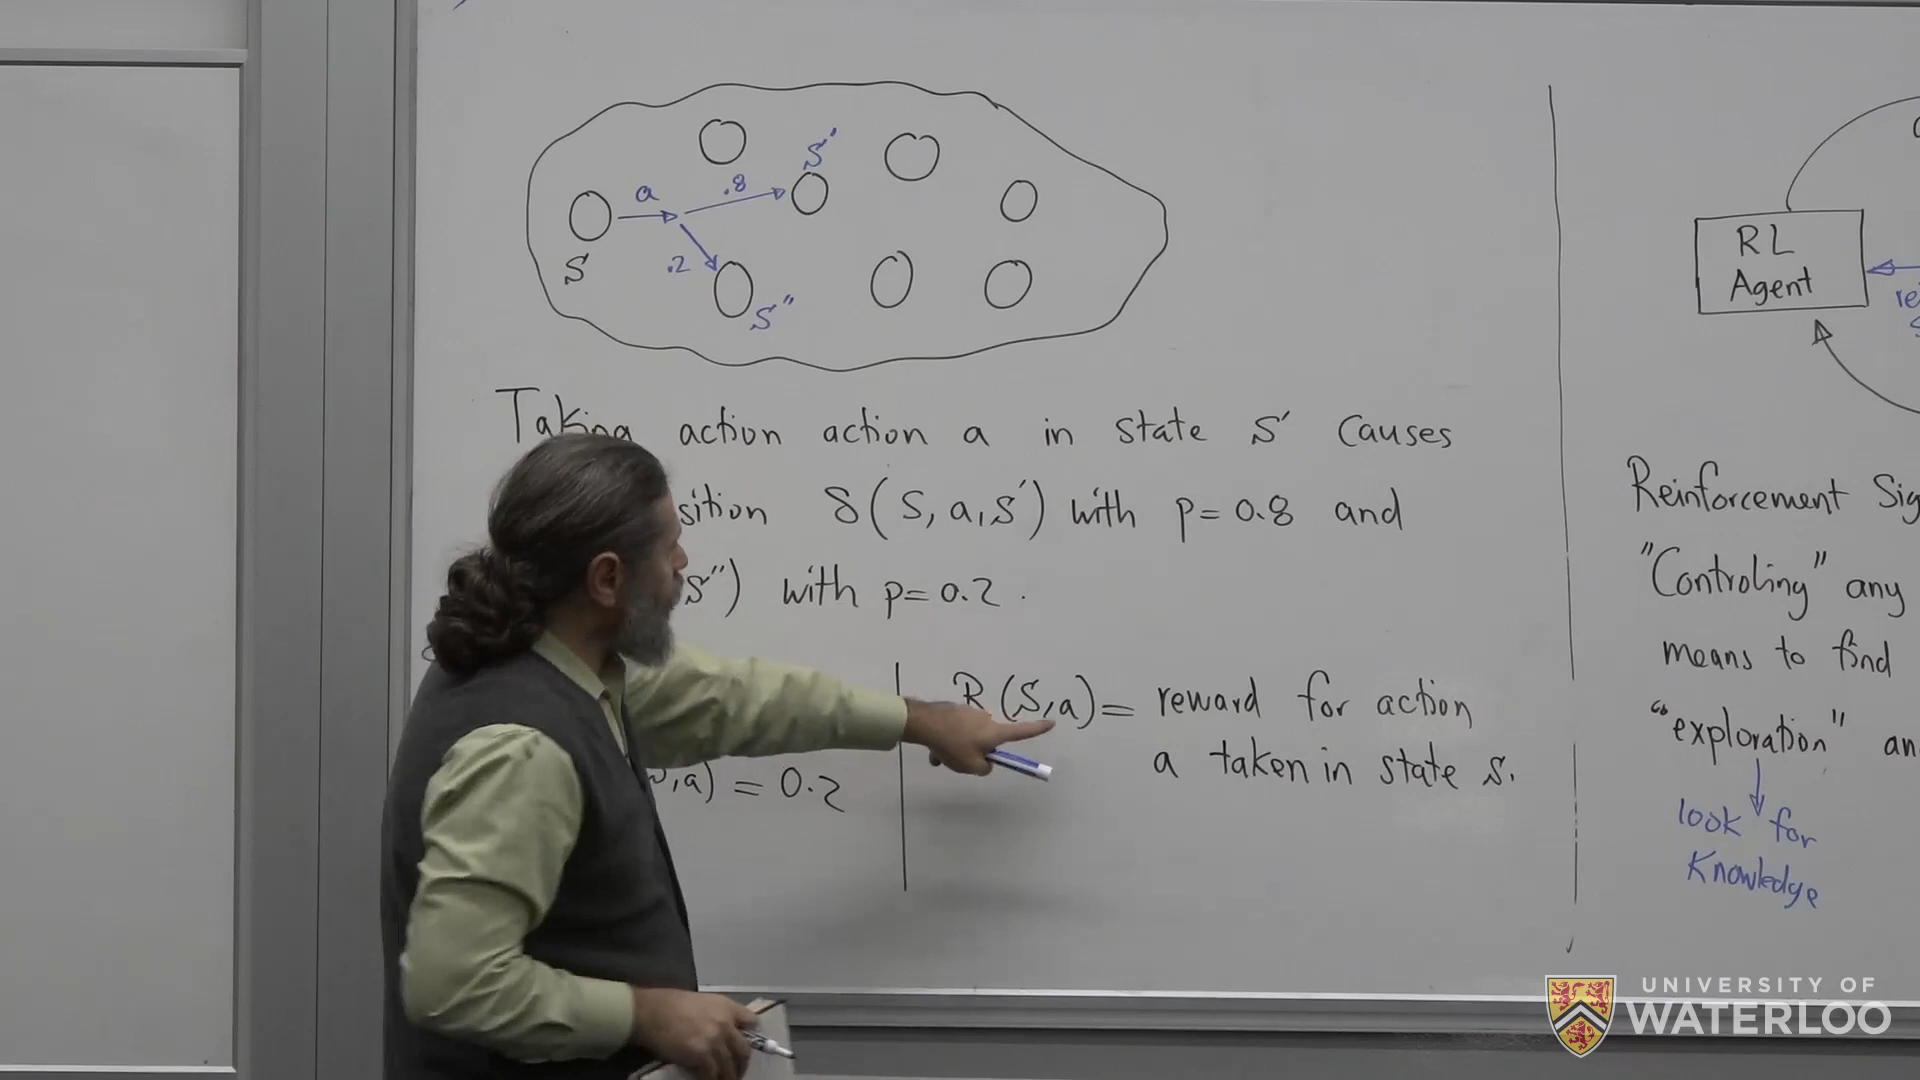 S'
a
.8
S
.2
S"
Taking action action a in state S' causes
sition δ(S, a, S') with p=0.8 and
S") with p=0.2.
R(S,a)= reward for action
a taken in state s.
,a) = 0.2
RL
Agent
re
Reinforcement Sig
"Controling" any
means to find
"exploration" an
look for
Knowledge
UNIVERSITY OF
WATERLOO